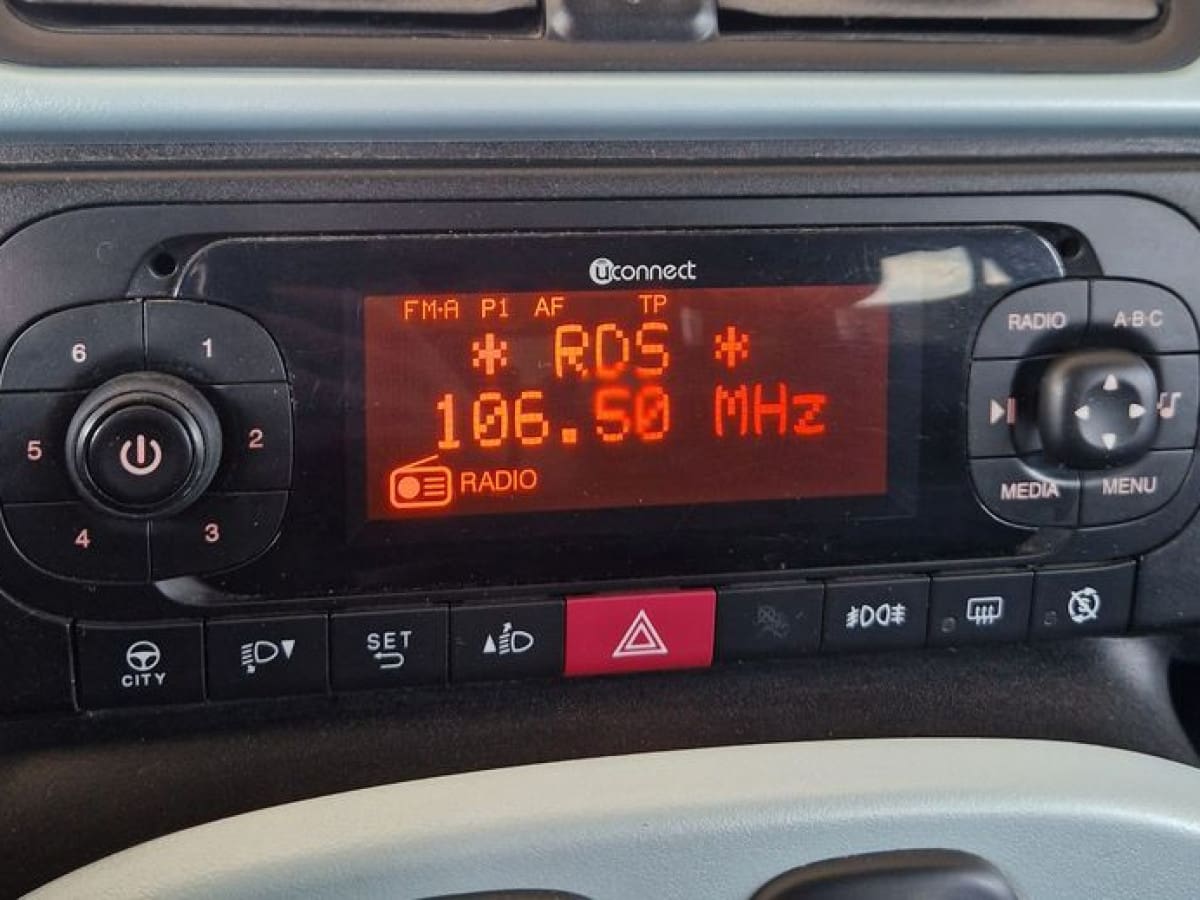 uconnect
FM-A P1 AF TP
* RDS *
106.50 MHz
RADIO
6
1
5
2
4
3
RADIO
A·B·C
MEDIA
MENU
CITY
SET